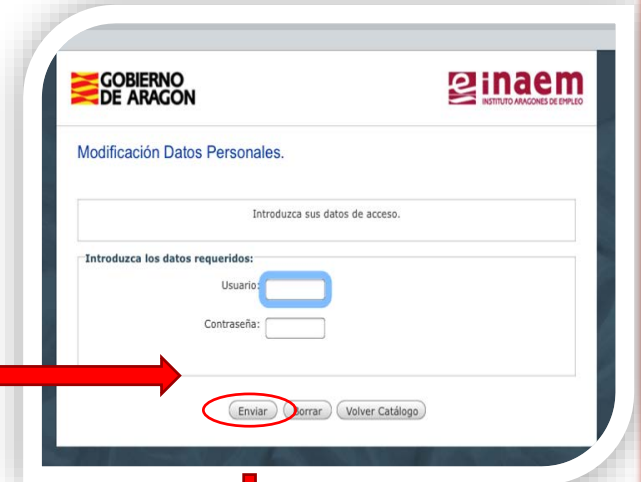 GOBIERNO
DE ARAGON
inaem
INSTITUTO ARAGONES DE EMPLEO
Modificación Datos Personales.
Introduzca sus datos de acceso.
Introduzca los datos requeridos:
Usuario:
Contraseña:
Enviar Borrar Volver Catálogo